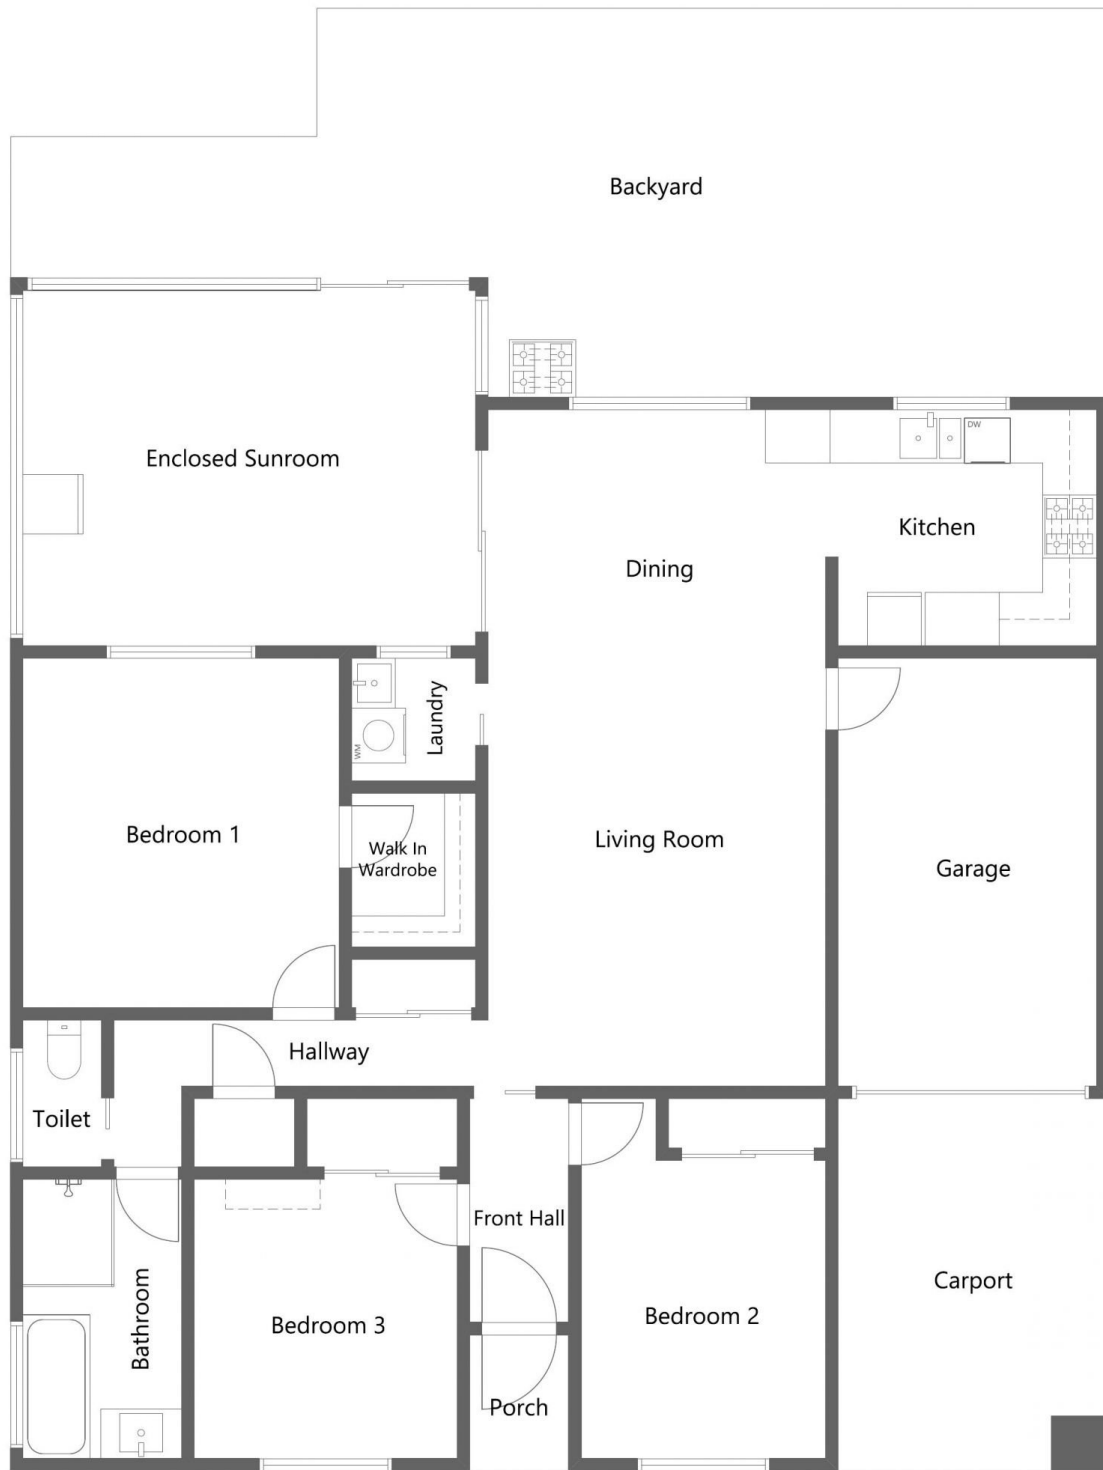 Backyard
Enclosed Sunroom
DW
Kitchen
Dining
Laundry
WM
Bedroom 1
Walk In
Wardrobe
Living Room
Garage
Hallway
Toilet
Front Hall
Bathroom
Bedroom 3
Bedroom 2
Carport
Porch